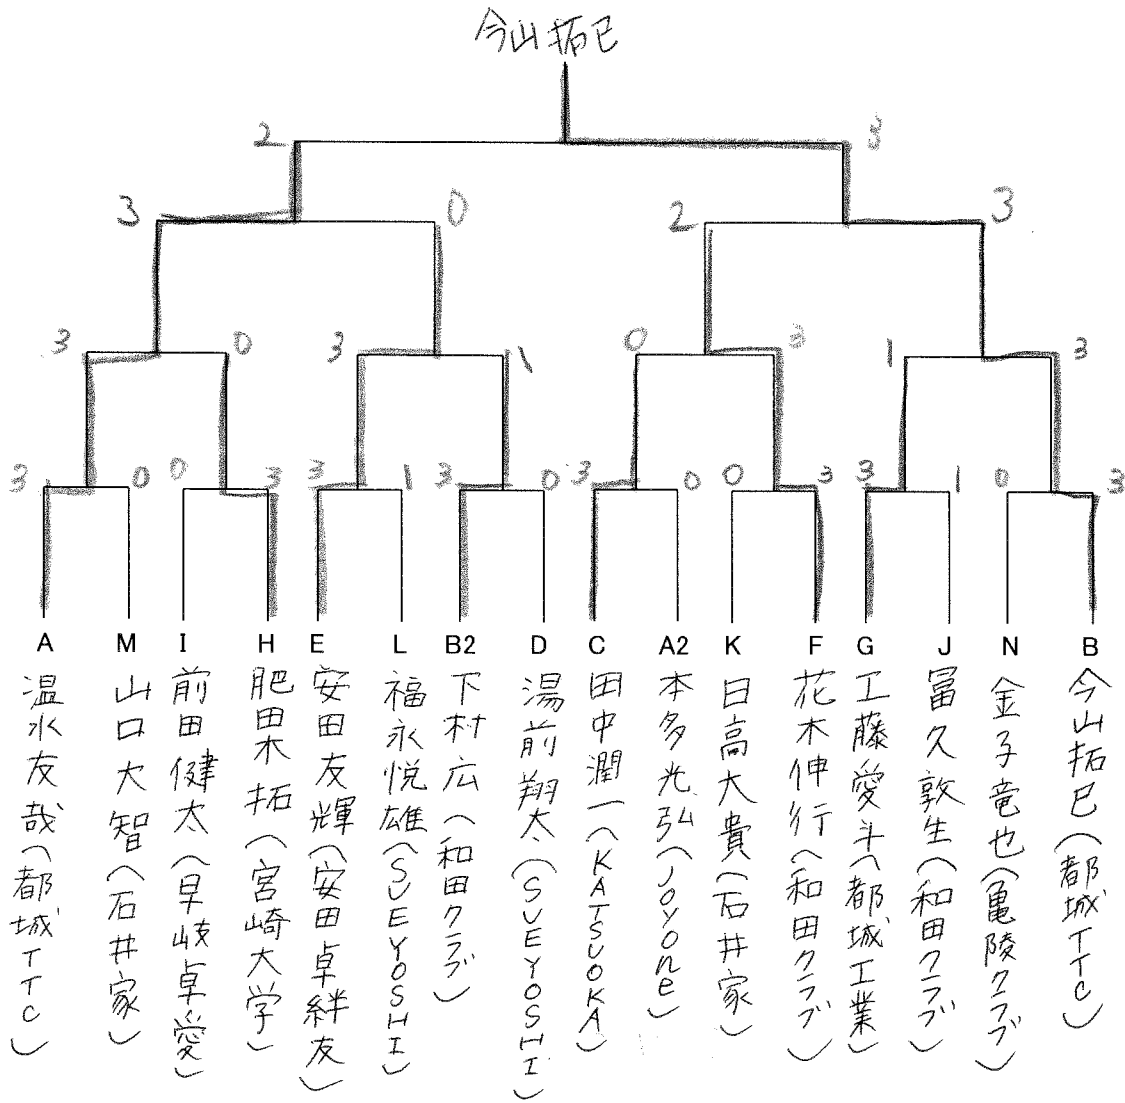 今山拓已
2 3
3 0 2 3
3 0 3 1 0 3 1 3
3 0 0 3 3 1 3 0 3 0 0 3 3 1 0 3
A M I H E L B2 D C A2 K F G J N B
温水友哉(都城TTC)
山口大智(石井家)
前田健太(早岐卓愛)
肥田木拓(宮崎大学)
安田友輝(安田卓絆友)
福永悦雄(SUEYOSHI)
下村広(和田クラブ)
湯前翔太(SUEYOSHI)
田中潤一(KATSUOKA)
本多光弘(JOYONE)
日高大貴(石井家)
花木伸行(和田クラブ)
工藤愛斗(都城工業)
冨久敦生(和田クラブ)
金子竜也(亀陵クラブ)
今山拓巳(都城TTC)